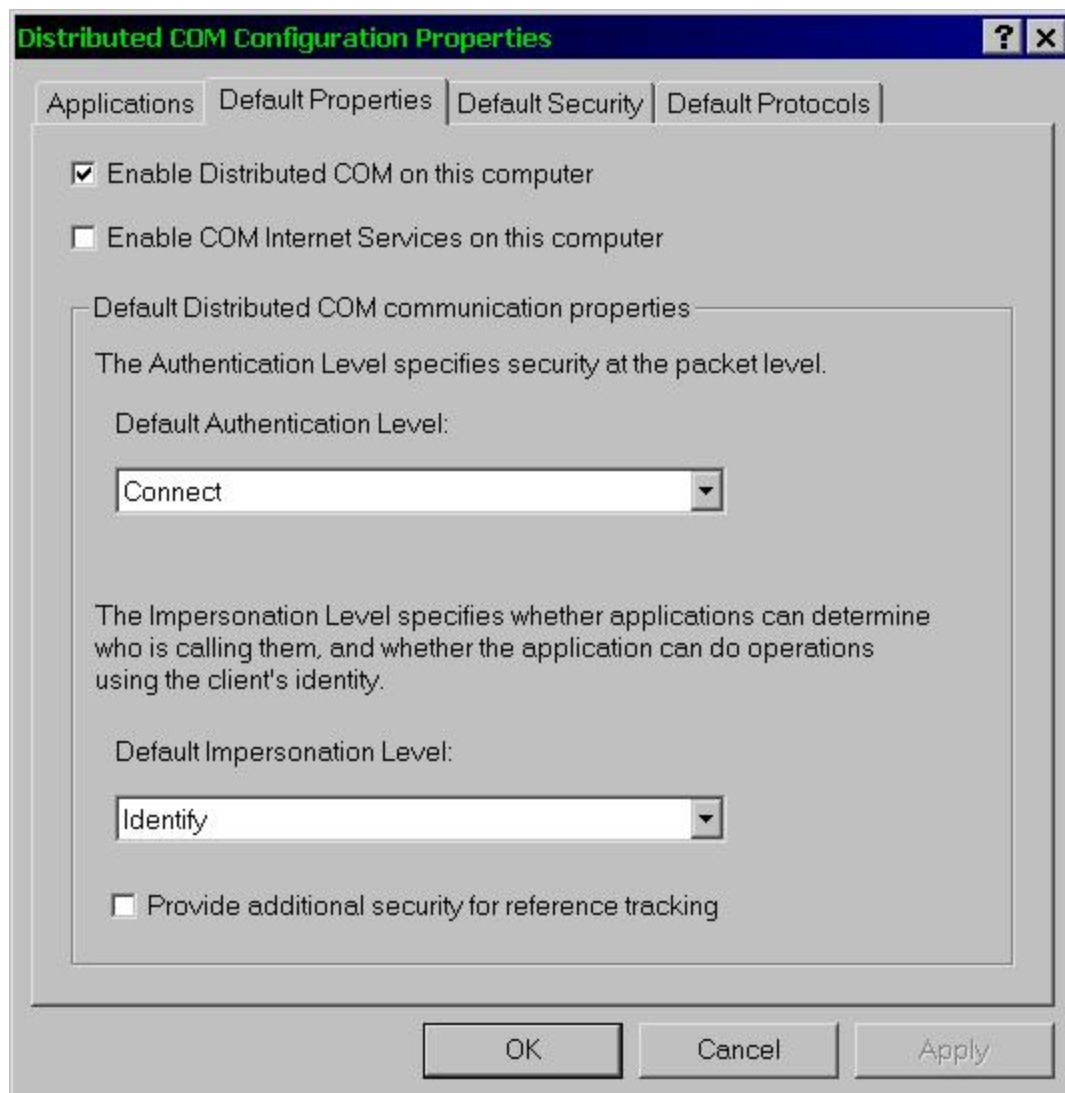 Distributed COM Configuration Properties
Applications Default Properties Default Security Default Protocols
Enable Distributed COM on this computer
Enable COM Internet Services on this computer
Default Distributed COM communication properties
The Authentication Level specifies security at the packet level.
Default Authentication Level:
Connect
The Impersonation Level specifies whether applications can determine
who is calling them, and whether the application can do operations
using the client's identity.
Default Impersonation Level:
Identify
Provide additional security for reference tracking
OK Cancel Apply